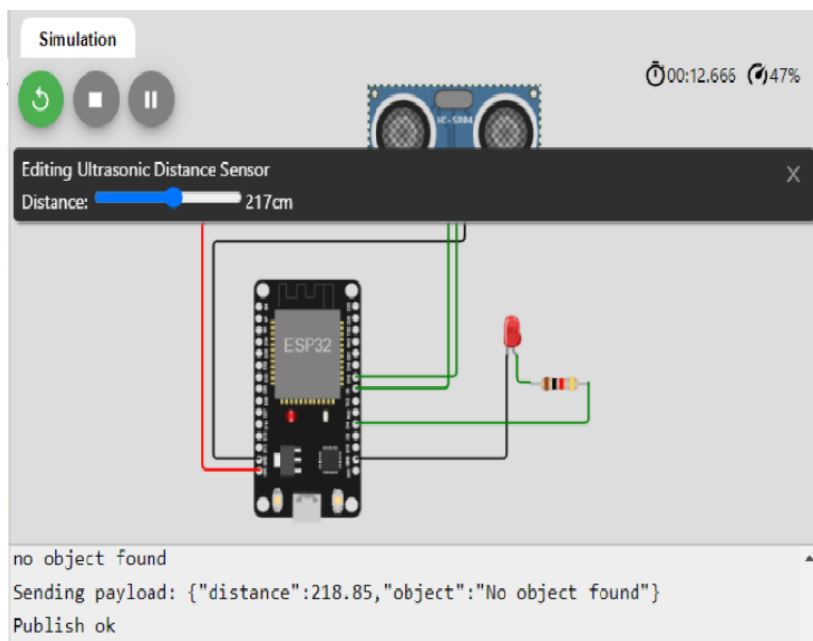 Simulation
00:12.666 47%
HC-SR04
Editing Ultrasonic Distance Sensor
X
Distance: 217cm
ESP32
no object found
Sending payload: {"distance":218.85,"object":"No object found"}
Publish ok